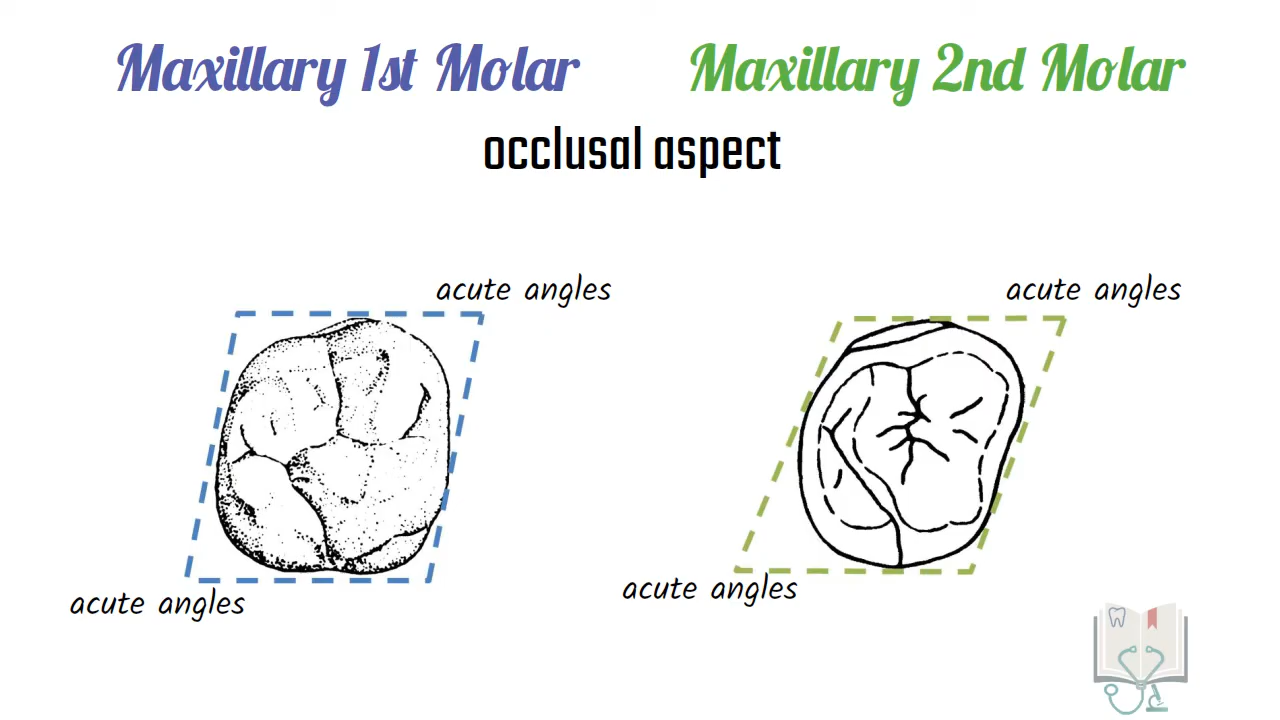 Maxillary 1st Molar
Maxillary 2nd Molar
occlusal aspect
acute angles
acute angles
acute angles
acute angles